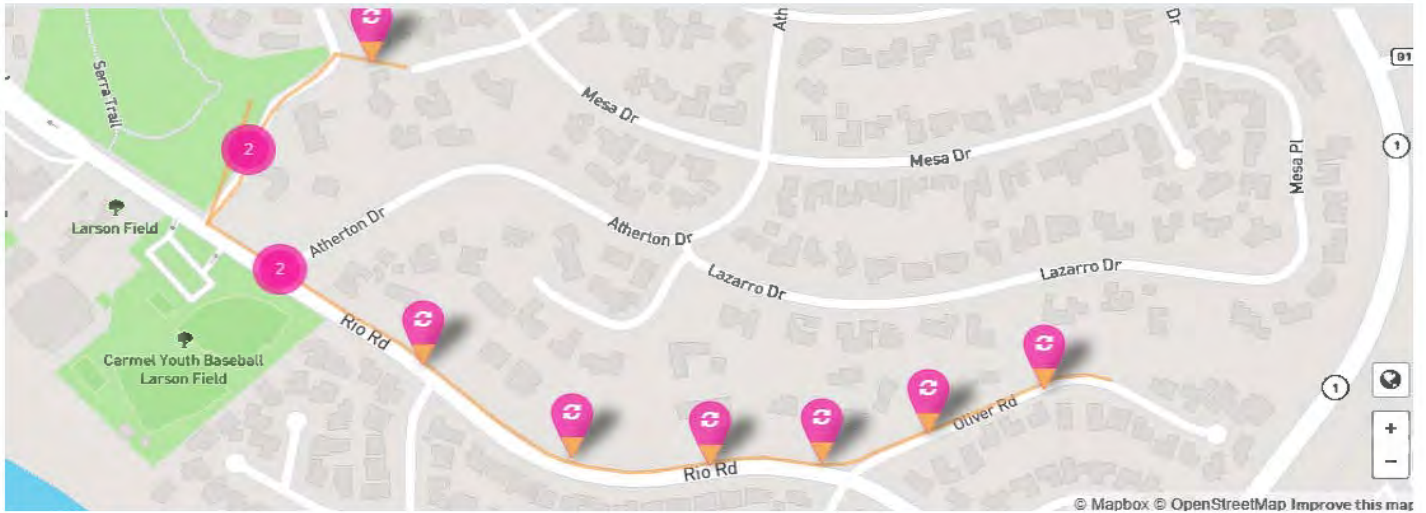 Ath
Dr
91
Serra Trail
Mesa Dr
1
2
Mesa Dr
Mesa Pl
Larson Field
Atherton Dr
Atherton Dr
2
Lazarro Dr
Lazarro Dr
Rio Rd
Carmel Youth Baseball
Larson Field
1
Oliver Rd
+
Rio Rd
−
© Mapbox © OpenStreetMap Improve this map